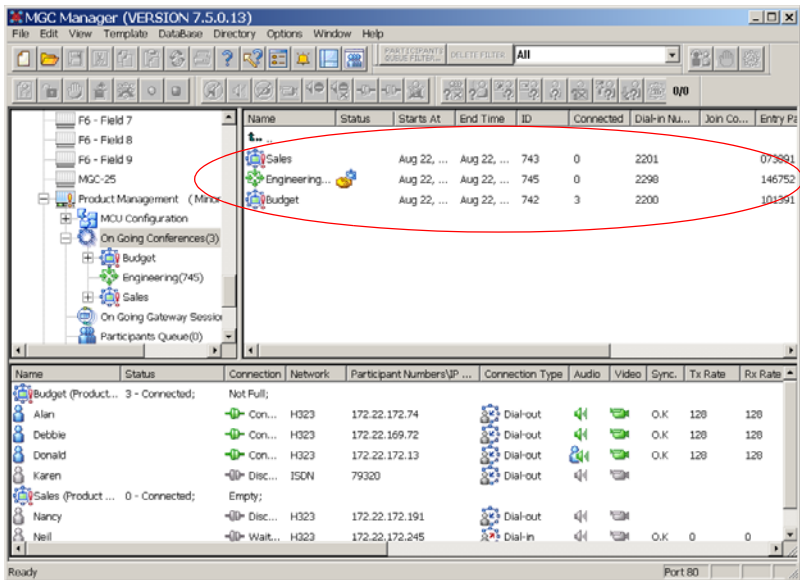 MGC Manager (VERSION 7.5.0.13)
File Edit View Template DataBase Directory Options Window Help
PARTICIPANTS QUEUE FILTER... DELETE FILTER All
0/0
F6 - Field 7
F6 - Field 8
F6 - Field 9
MGC-25
Product Management (Minor
MCU Configuration
On Going Conferences(3)
Budget
Engineering(745)
Sales
On Going Gateway Session
Participants Queue(0)
Name Status Starts At End Time ID Connected Dial-in Nu... Join Co... Entry Pa
..
Sales Aug 22, ... Aug 22, ... 743 0 2201
Engineering... Aug 22, ... Aug 22, ... 745 0 2298 146752
Budget Aug 22, ... Aug 22, ... 742 3 2200 101391
Name Status Connection Network Participant Numbers\IP ... Connection Type Audio Video Sync. Tx Rate Rx Rate
Budget (Product... 3 - Connected; Not Full;
Alan Con... H323 172.22.172.74 Dial-out O.K 128 128
Debbie Con... H323 172.22.169.72 Dial-out O.K 128 128
Donald Con... H323 172.22.172.13 Dial-out O.K 128 128
Karen Disc... ISDN 79320 Dial-out
Sales (Product ... 0 - Connected; Empty;
Nancy Disc... H323 172.22.172.191 Dial-out
Neil Wait... H323 172.22.172.245 Dial-in O.K 0 0
Ready Port 80